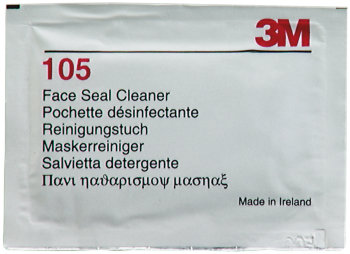 3M
105
Face Seal Cleaner
Pochette désinfectante
Reinigungstuch
Maskerreiniger
Salvietta detergente
Πανι ηαθαρισμοψ μασηαξ
Made in Ireland